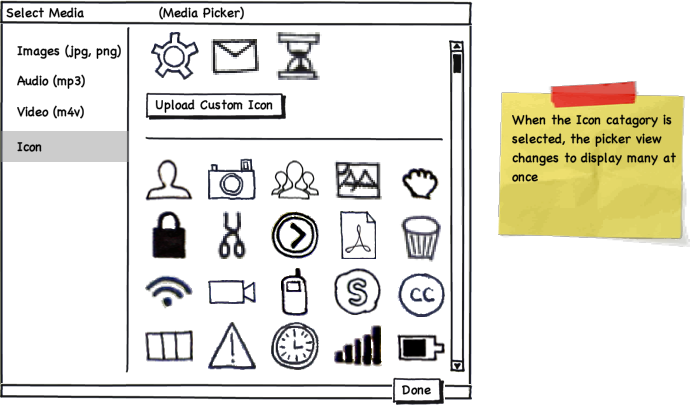 Select Media (Media Picker)
Images (jpg, png)
Audio (mp3)
Video (m4v)
Icon
Upload Custom Icon
S
CC
Done
When the Icon catagory is
selected, the picker view
changes to display many at
once